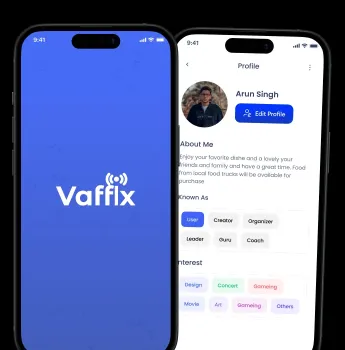 9:41
Vaffix
9:41
Profile
Arun Singh
Edit Profile
About Me
Enjoy your favorite dishe and a lovely your
friends and family and have a great time. Food
from local food trucks will be available for
purchase
Known As
User
Creator
Organizer
Leader
Guru
Coach
Interest
Design
Concert
Gameing
Movie
Art
Gameing
Others